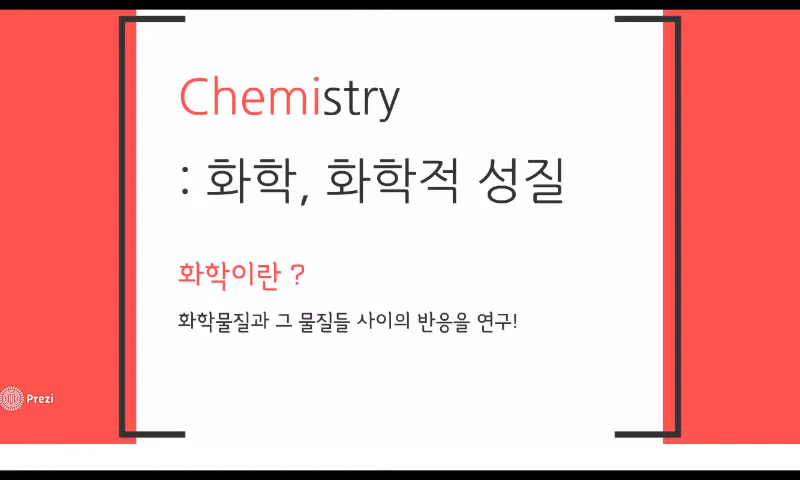 Chemistry
: 화학, 화학적 성질
화학이란 ?
화학물질과 그 물질들 사이의 반응을 연구!
Prezi